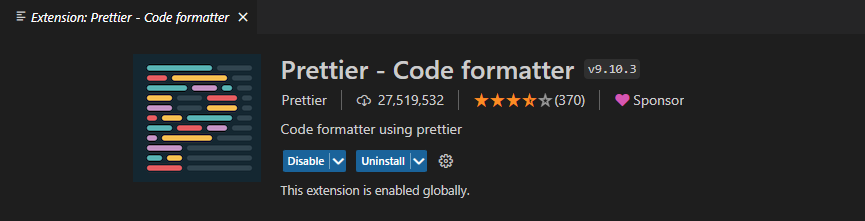 Extension: Prettier - Code formatter
Prettier - Code formatter v9.10.3
Prettier 27,519,532 (370) Sponsor
Code formatter using prettier
Disable Uninstall
This extension is enabled globally.